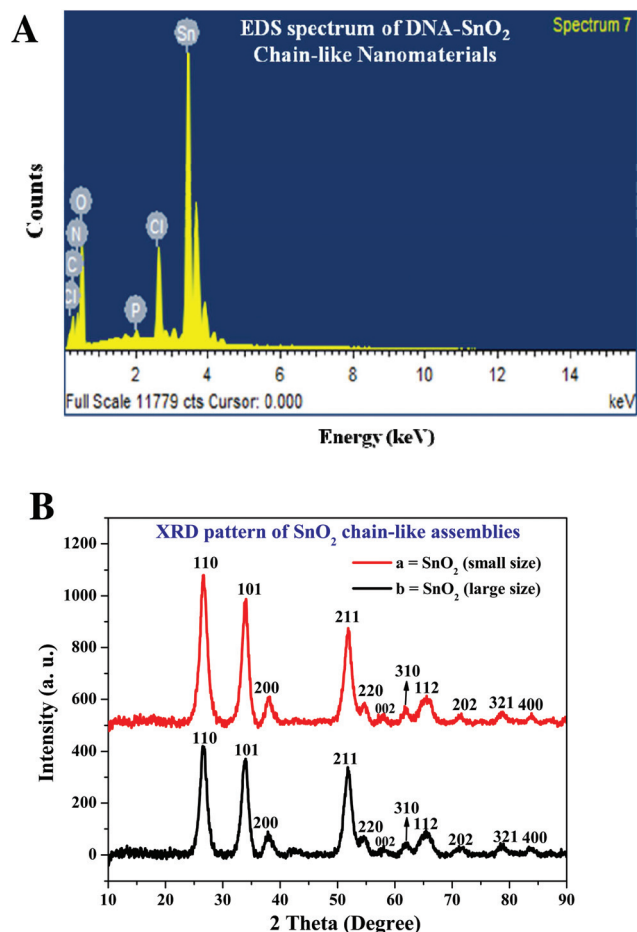 A
EDS spectrum of DNA-SnO₂
Chain-like Nanomaterials
Spectrum 7
Sn
O
N
C
Cl
P
Cl
Counts
2 4 6 8 10 12 14
Full Scale 11779 cts Cursor: 0.000 keV
Energy (keV)
B
XRD pattern of SnO₂ chain-like assemblies
a = SnO₂ (small size)
b = SnO₂ (large size)
110 101 200 211 220 002 310 112 202 321 400
110 101 200 211 220 002 310 112 202 321 400
1200
1000
800
600
400
200
0
Intensity (a. u.)
10 20 30 40 50 60 70 80 90
2 Theta (Degree)